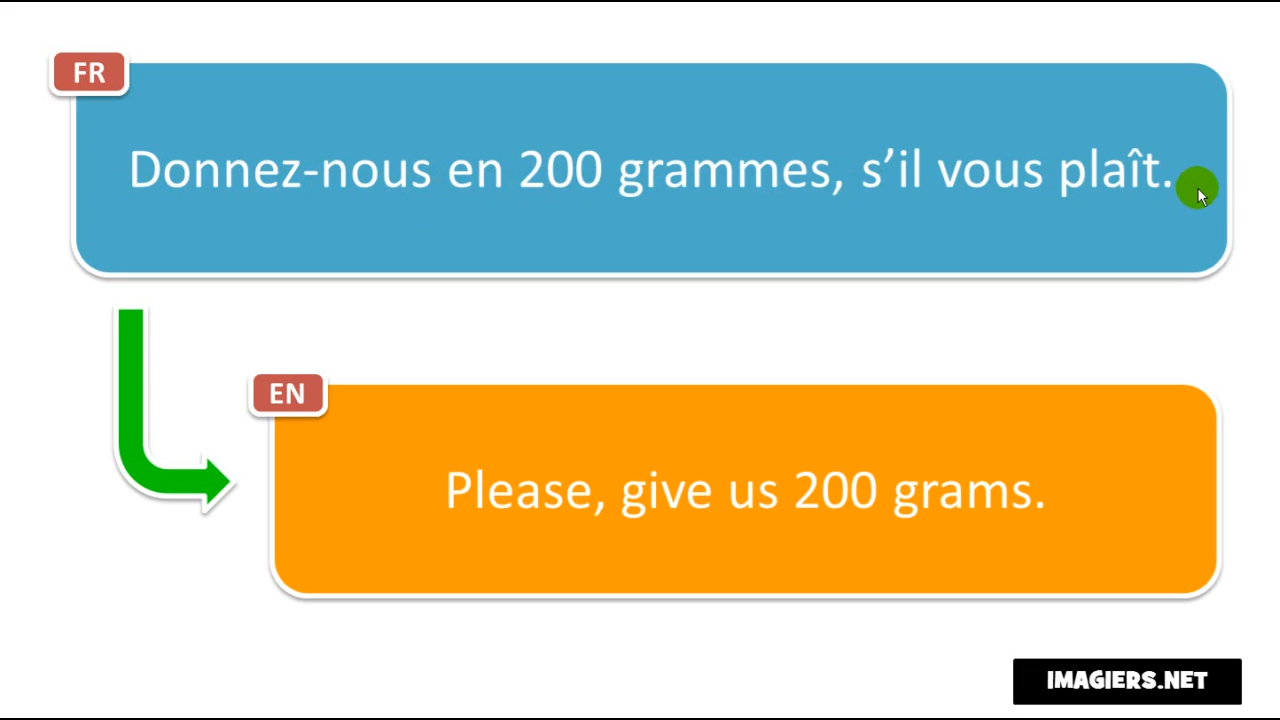 FR
Donnez-nous en 200 grammes, s’il vous plaît.
EN
Please, give us 200 grams.
IMAGIERS.NET